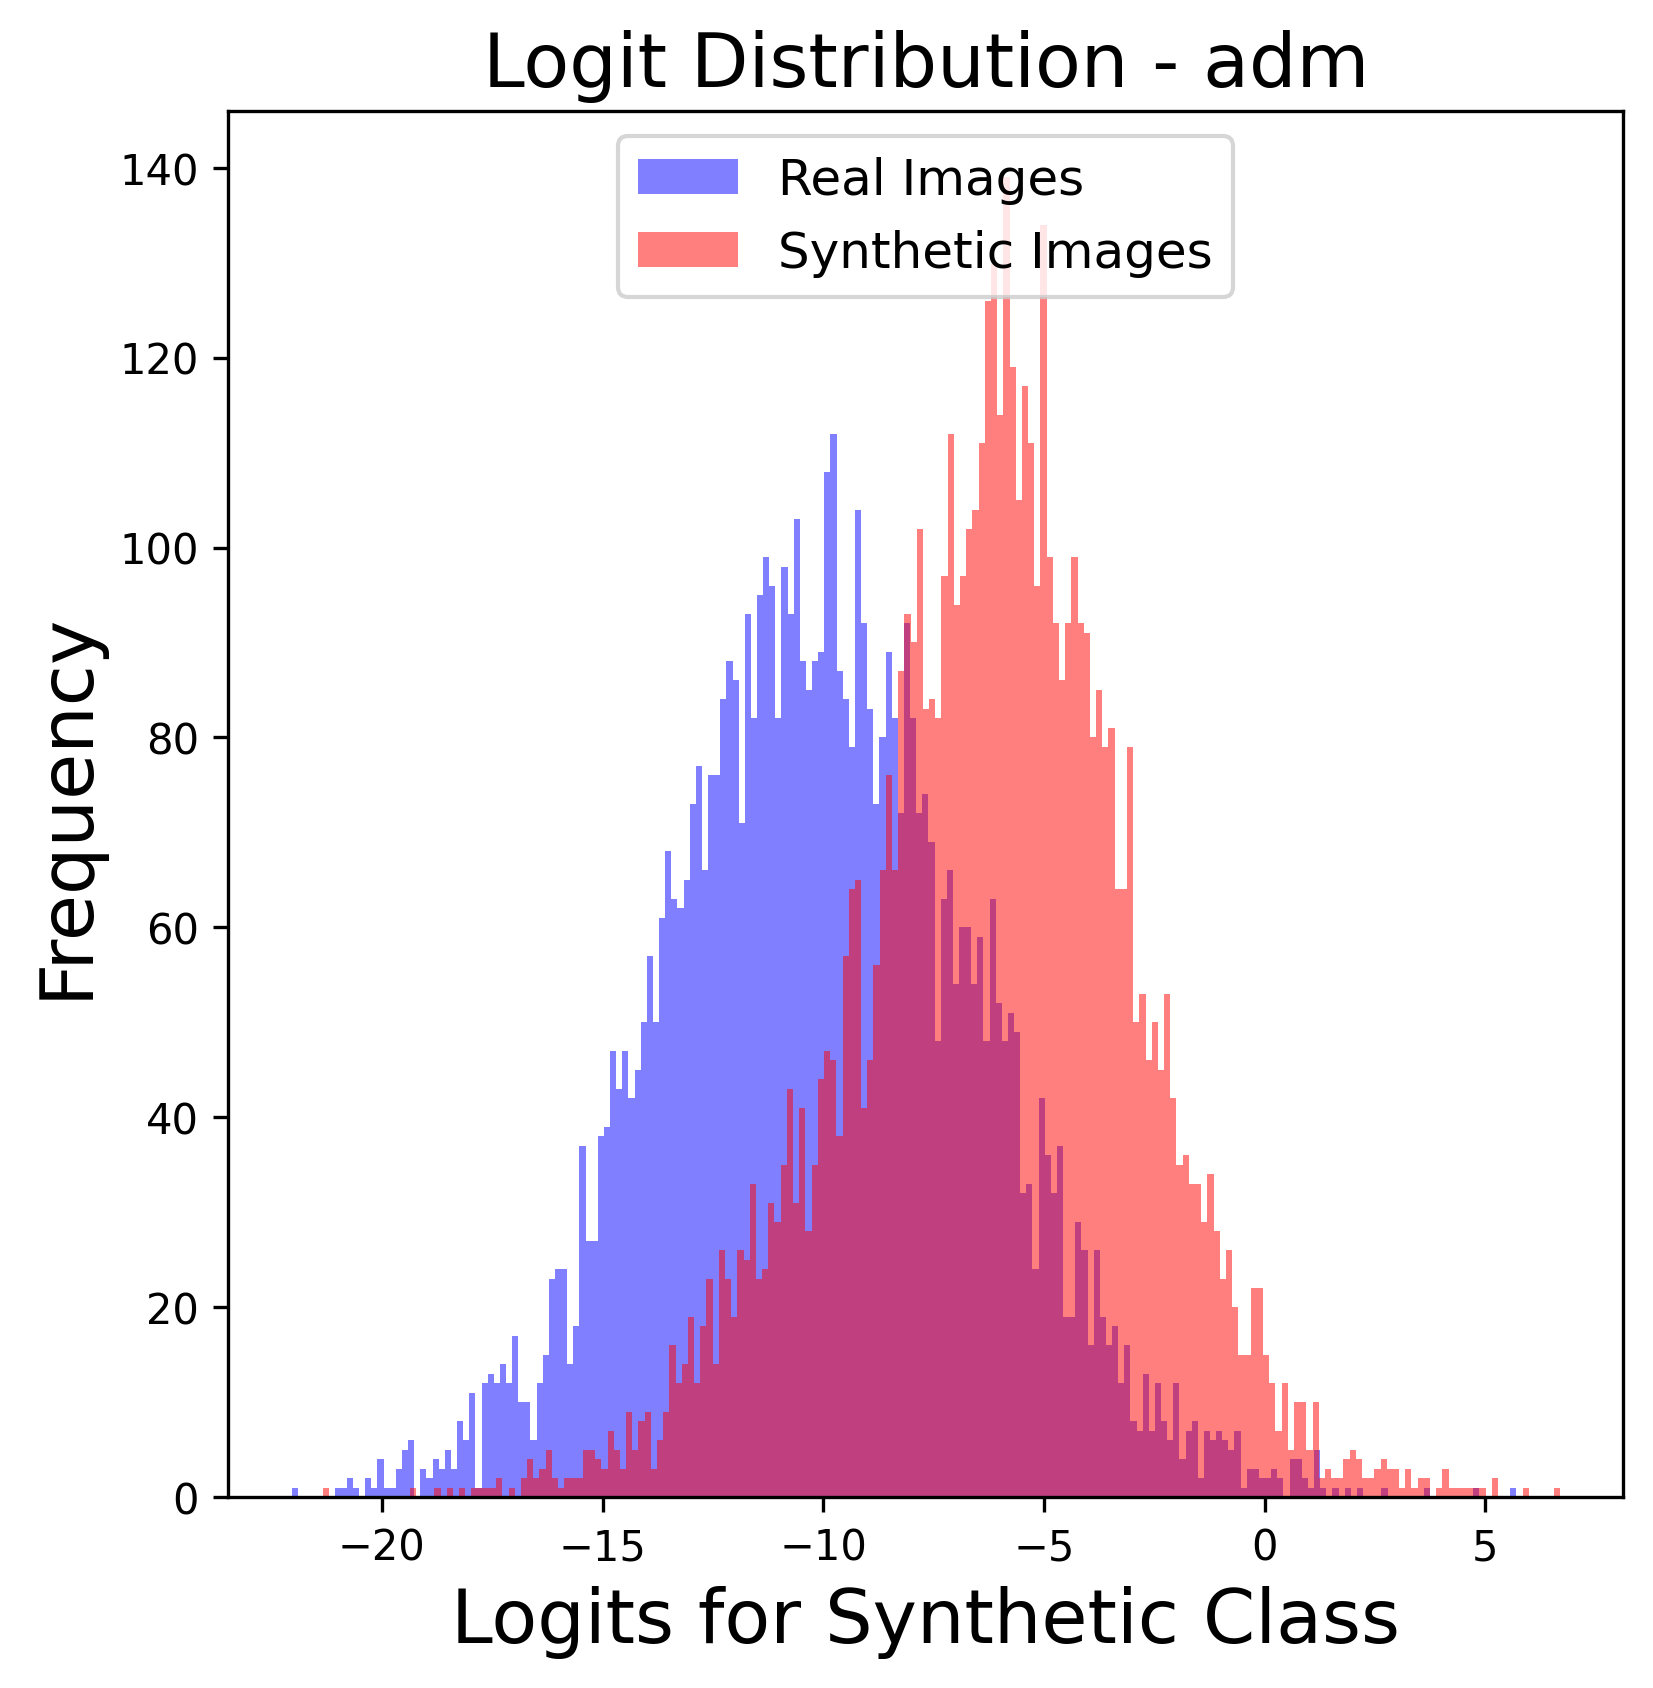 Logit Distribution - adm
Real Images
Synthetic Images
140
120
100
80
60
40
20
0
Frequency
−20 −15 −10 −5 0 5
Logits for Synthetic Class